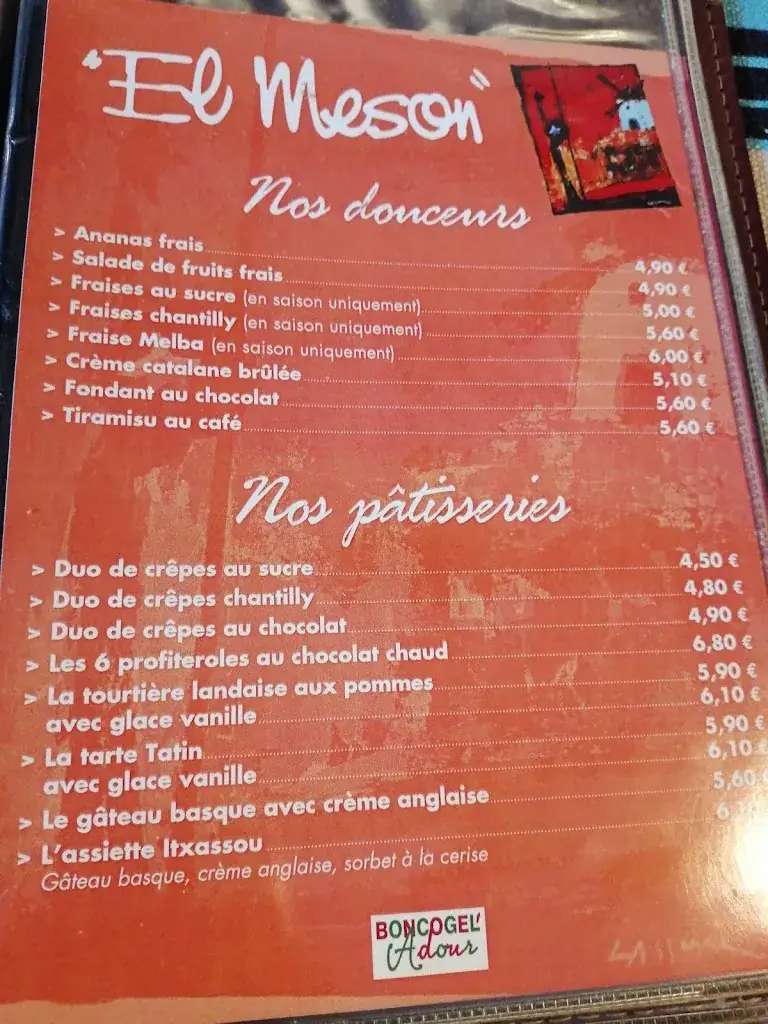 "El Meson"
Nos douceurs
> Ananas frais 4,90 €
> Salade de fruits frais 4,90 €
> Fraises au sucre (en saison uniquement) 5,00 €
> Fraises chantilly (en saison uniquement) 5,60 €
> Fraise Melba (en saison uniquement) 6,00 €
> Crème catalane brûlée 5,10 €
> Fondant au chocolat 5,60 €
> Tiramisu au café 5,60 €
Nos pâtisseries
> Duo de crêpes au sucre 4,50 €
> Duo de crêpes chantilly 4,80 €
> Duo de crêpes au chocolat 4,90 €
> Les 6 profiteroles au chocolat chaud 6,80 €
> La tourtière landaise aux pommes 5,90 €
avec glace vanille 6,10 €
> La tarte Tatin 5,90 €
avec glace vanille 6,10 €
> Le gâteau basque avec crème anglaise 5,60 €
> L'assiette Itxassou
Gâteau basque, crème anglaise, sorbet à la cerise
BONCOGEL'
Adour